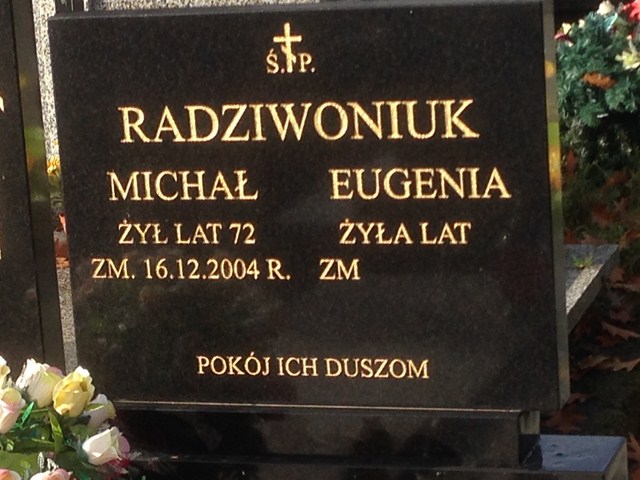 Ś. P.
RADZIWONIUK
MICHAŁ EUGENIA
ŻYŁ LAT 72 ŻYŁA LAT
ZM. 16.12.2004 R. ZM
POKÓJ ICH DUSZOM